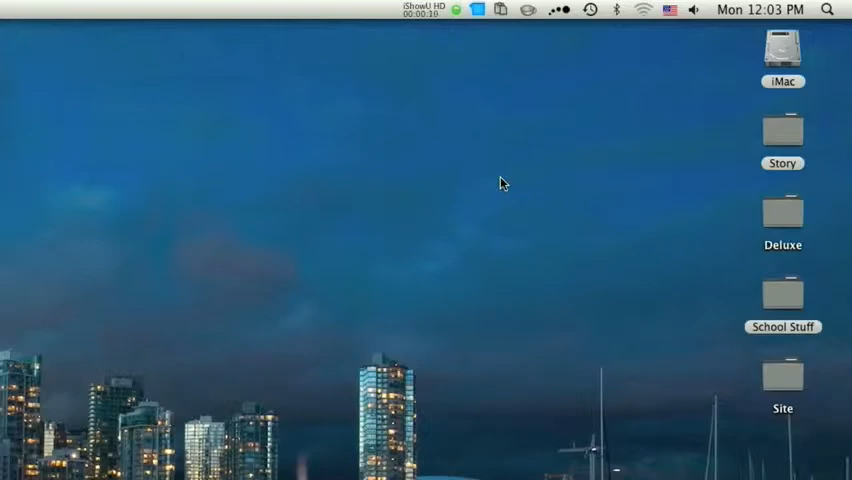 iShowU HD
00:00:10
Mon 12:03 PM
iMac
Story
Deluxe
School Stuff
Site